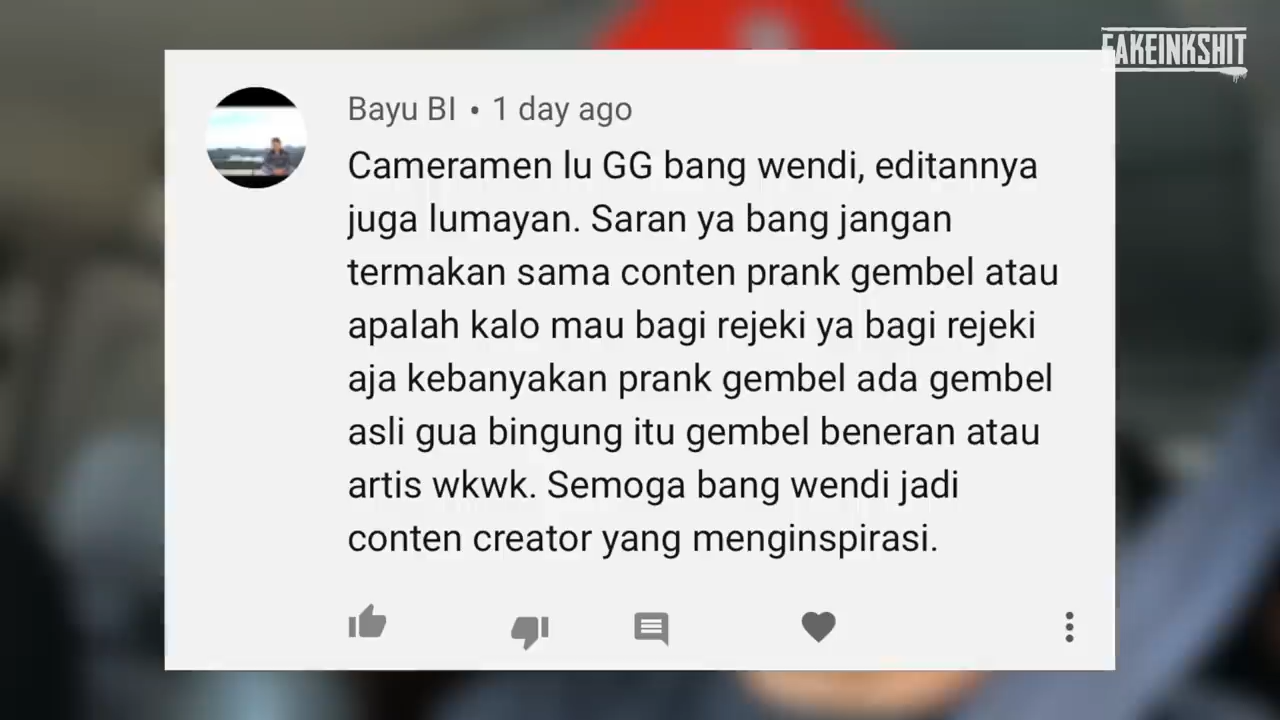 FAKEINKSHIT
Bayu BI • 1 day ago
Cameramen lu GG bang wendi, editannya
juga lumayan. Saran ya bang jangan
termakan sama conten prank gembel atau
apalah kalo mau bagi rejeki ya bagi rejeki
aja kebanyakan prank gembel ada gembel
asli gua bingung itu gembel beneran atau
artis wkwk. Semoga bang wendi jadi
conten creator yang menginspirasi.